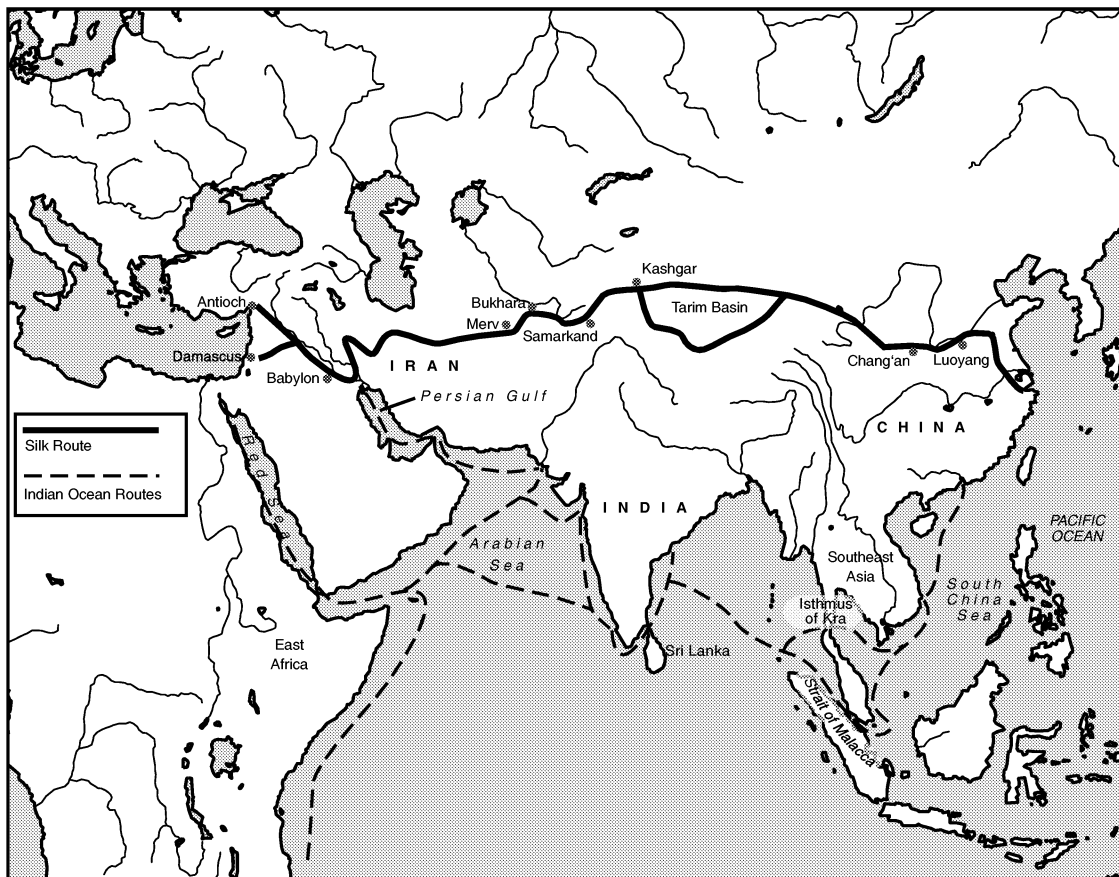 Kashgar
Antioch
Bukhara
Tarim Basin
Merv
Samarkand
Damascus
Chang‘an
Luoyang
IRAN
Babylon
Persian Gulf
CHINA
Silk Route
Indian Ocean Routes
Red Sea
INDIA
PACIFIC
OCEAN
Arabian
Sea
Southeast
Asia
South
China
Sea
Isthmus
of Kra
East
Africa
Sri Lanka
Strait of Malacca